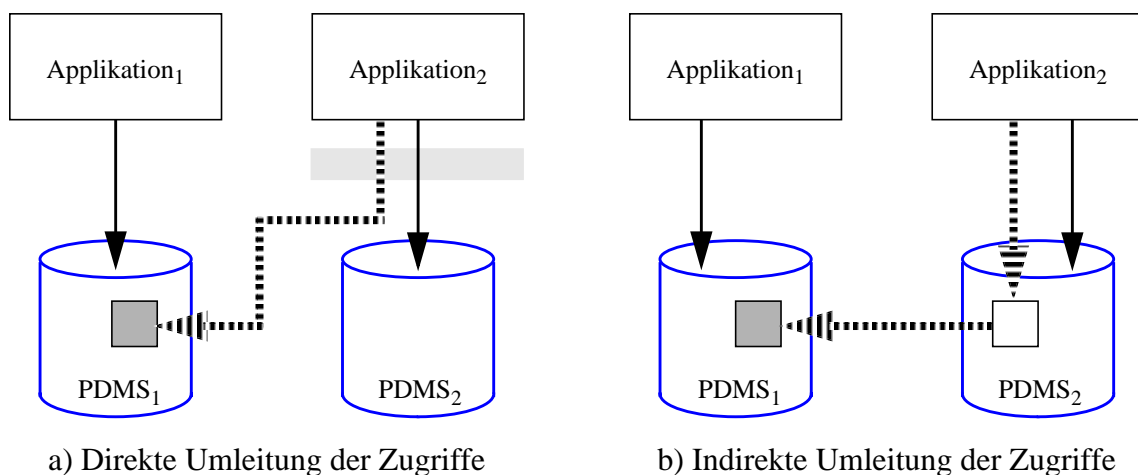 Applikation₁
Applikation₂
Applikation₁
Applikation₂
PDMS₁
PDMS₂
PDMS₁
PDMS₂
a) Direkte Umleitung der Zugriffe
b) Indirekte Umleitung der Zugriffe